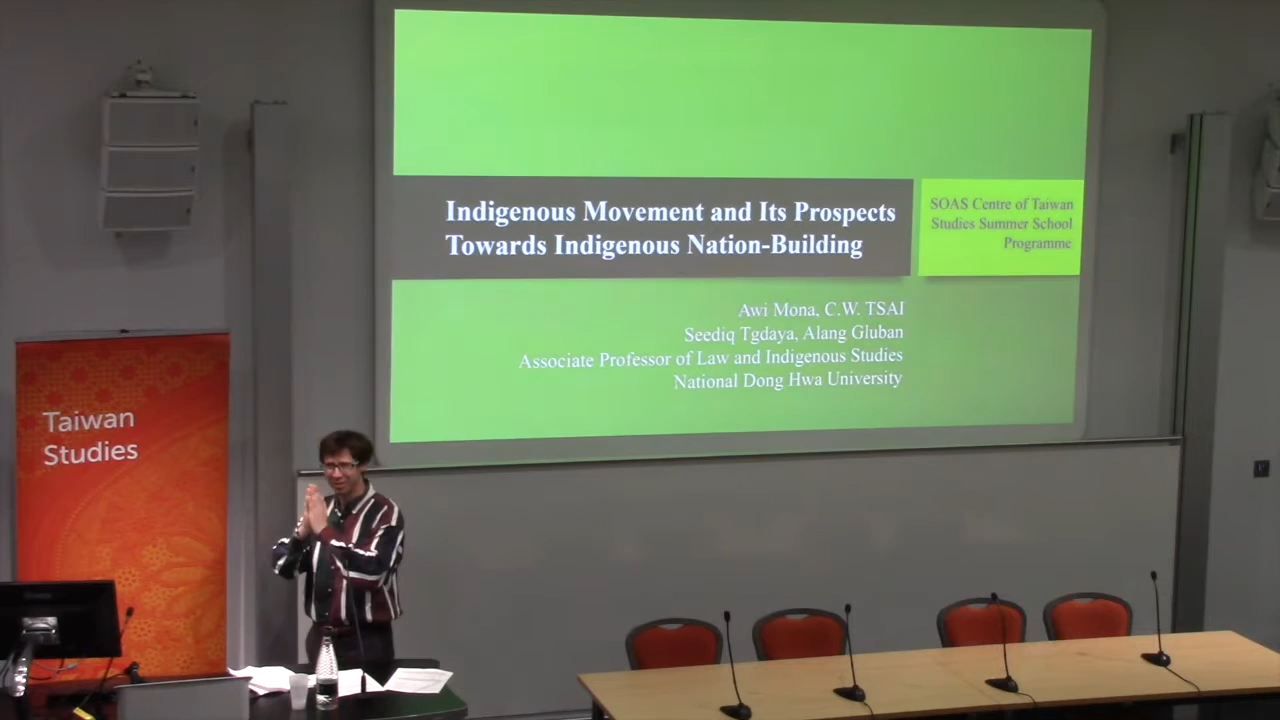 Indigenous Movement and Its Prospects
Towards Indigenous Nation-Building
SOAS Centre of Taiwan
Studies Summer School
Programme
Awi Mona, C.W. TSAI
Seediq Tgdaya, Alang Gluban
Associate Professor of Law and Indigenous Studies
National Dong Hwa University
Taiwan
Studies